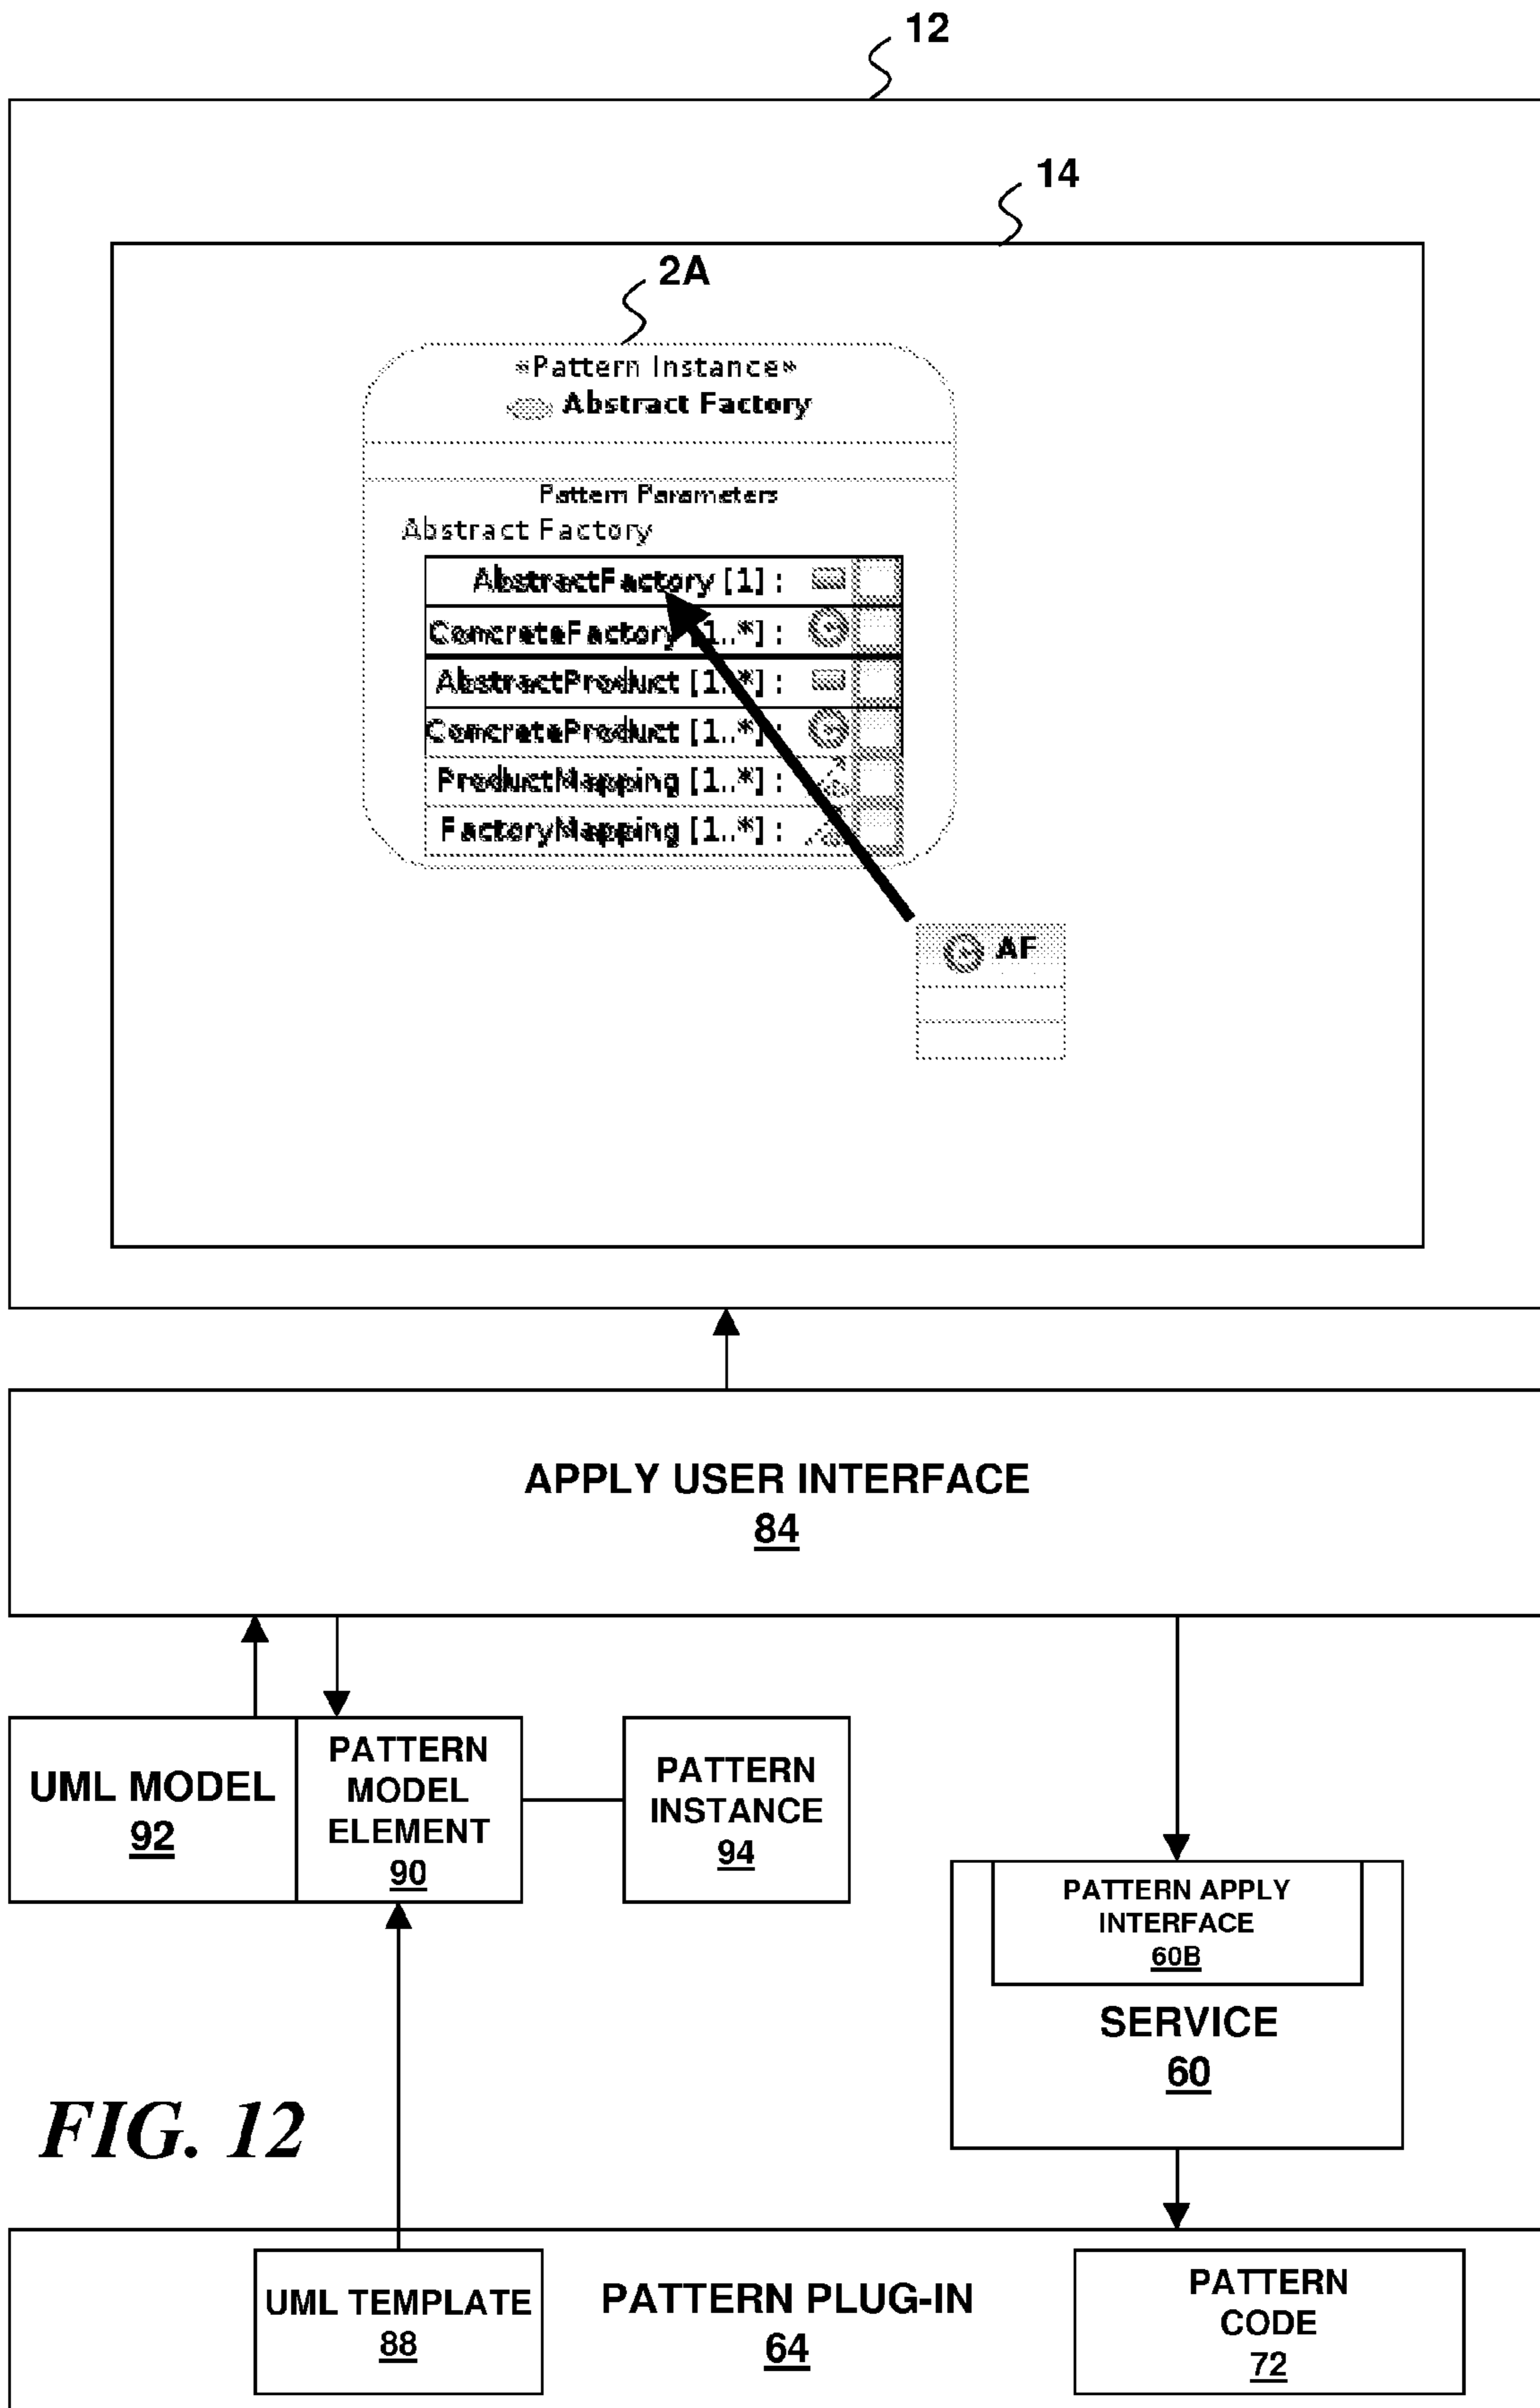 12
14
2A
«Pattern Instance»
Abstract Factory
Pattern Parameters
Abstract Factory
AbstractFactory [1] :
ConcreteFactory [1..*] :
AbstractProduct [1..*] :
ConcreteProduct [1..*] :
ProductMapping [1..*] :
FactoryMapping [1..*] :
AF
APPLY USER INTERFACE
84
UML MODEL
92
PATTERN
MODEL
ELEMENT
90
PATTERN
INSTANCE
94
PATTERN APPLY
INTERFACE
60B
SERVICE
60
FIG. 12
UML TEMPLATE
88
PATTERN PLUG-IN
64
PATTERN
CODE
72